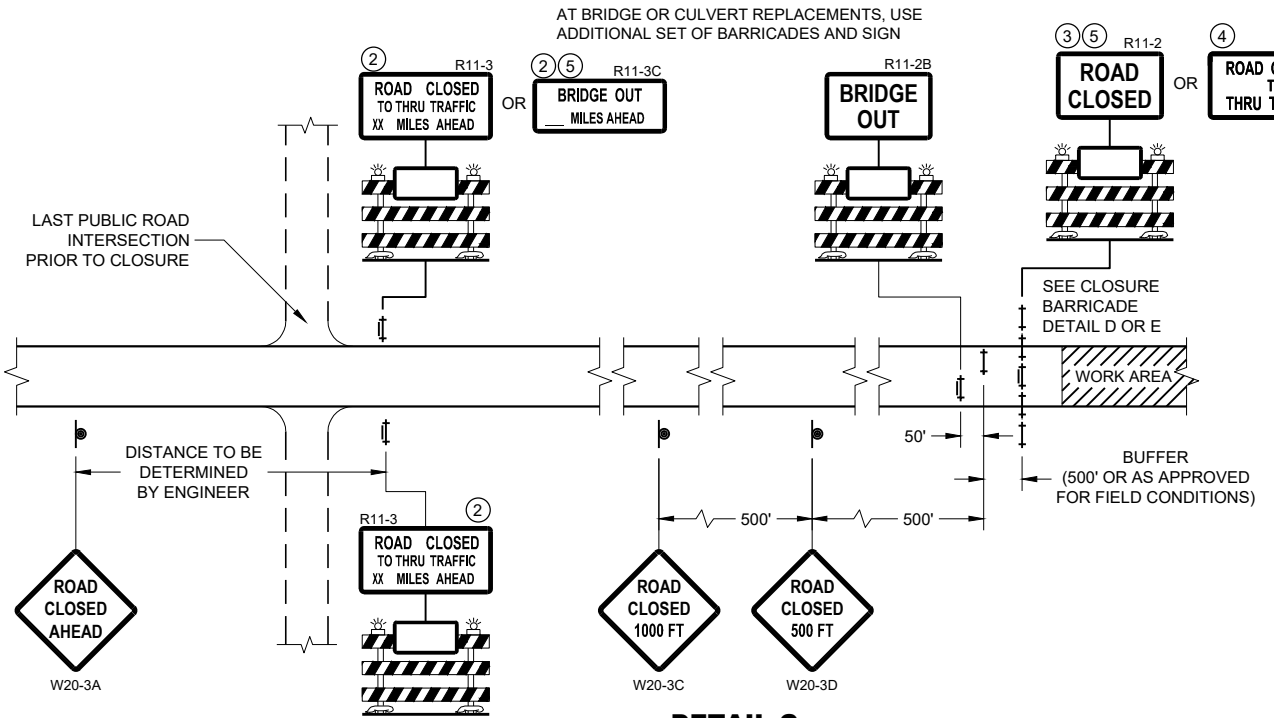 AT BRIDGE OR CULVERT REPLACEMENTS, USE
ADDITIONAL SET OF BARRICADES AND SIGN
2
R11-3
ROAD CLOSED
TO THRU TRAFFIC
XX MILES AHEAD
OR
2 5
R11-3C
BRIDGE OUT
___ MILES AHEAD
R11-2B
BRIDGE
OUT
3 5
R11-2
ROAD
CLOSED
OR
4
ROAD
THRU
LAST PUBLIC ROAD
INTERSECTION
PRIOR TO CLOSURE
SEE CLOSURE
BARRICADE
DETAIL D OR E
WORK AREA
DISTANCE TO BE
DETERMINED
BY ENGINEER
50'
BUFFER
(500' OR AS APPROVED
FOR FIELD CONDITIONS)
500'
500'
R11-3
2
ROAD CLOSED
TO THRU TRAFFIC
XX MILES AHEAD
ROAD
CLOSED
AHEAD
W20-3A
ROAD
CLOSED
1000 FT
W20-3C
ROAD
CLOSED
500 FT
W20-3D